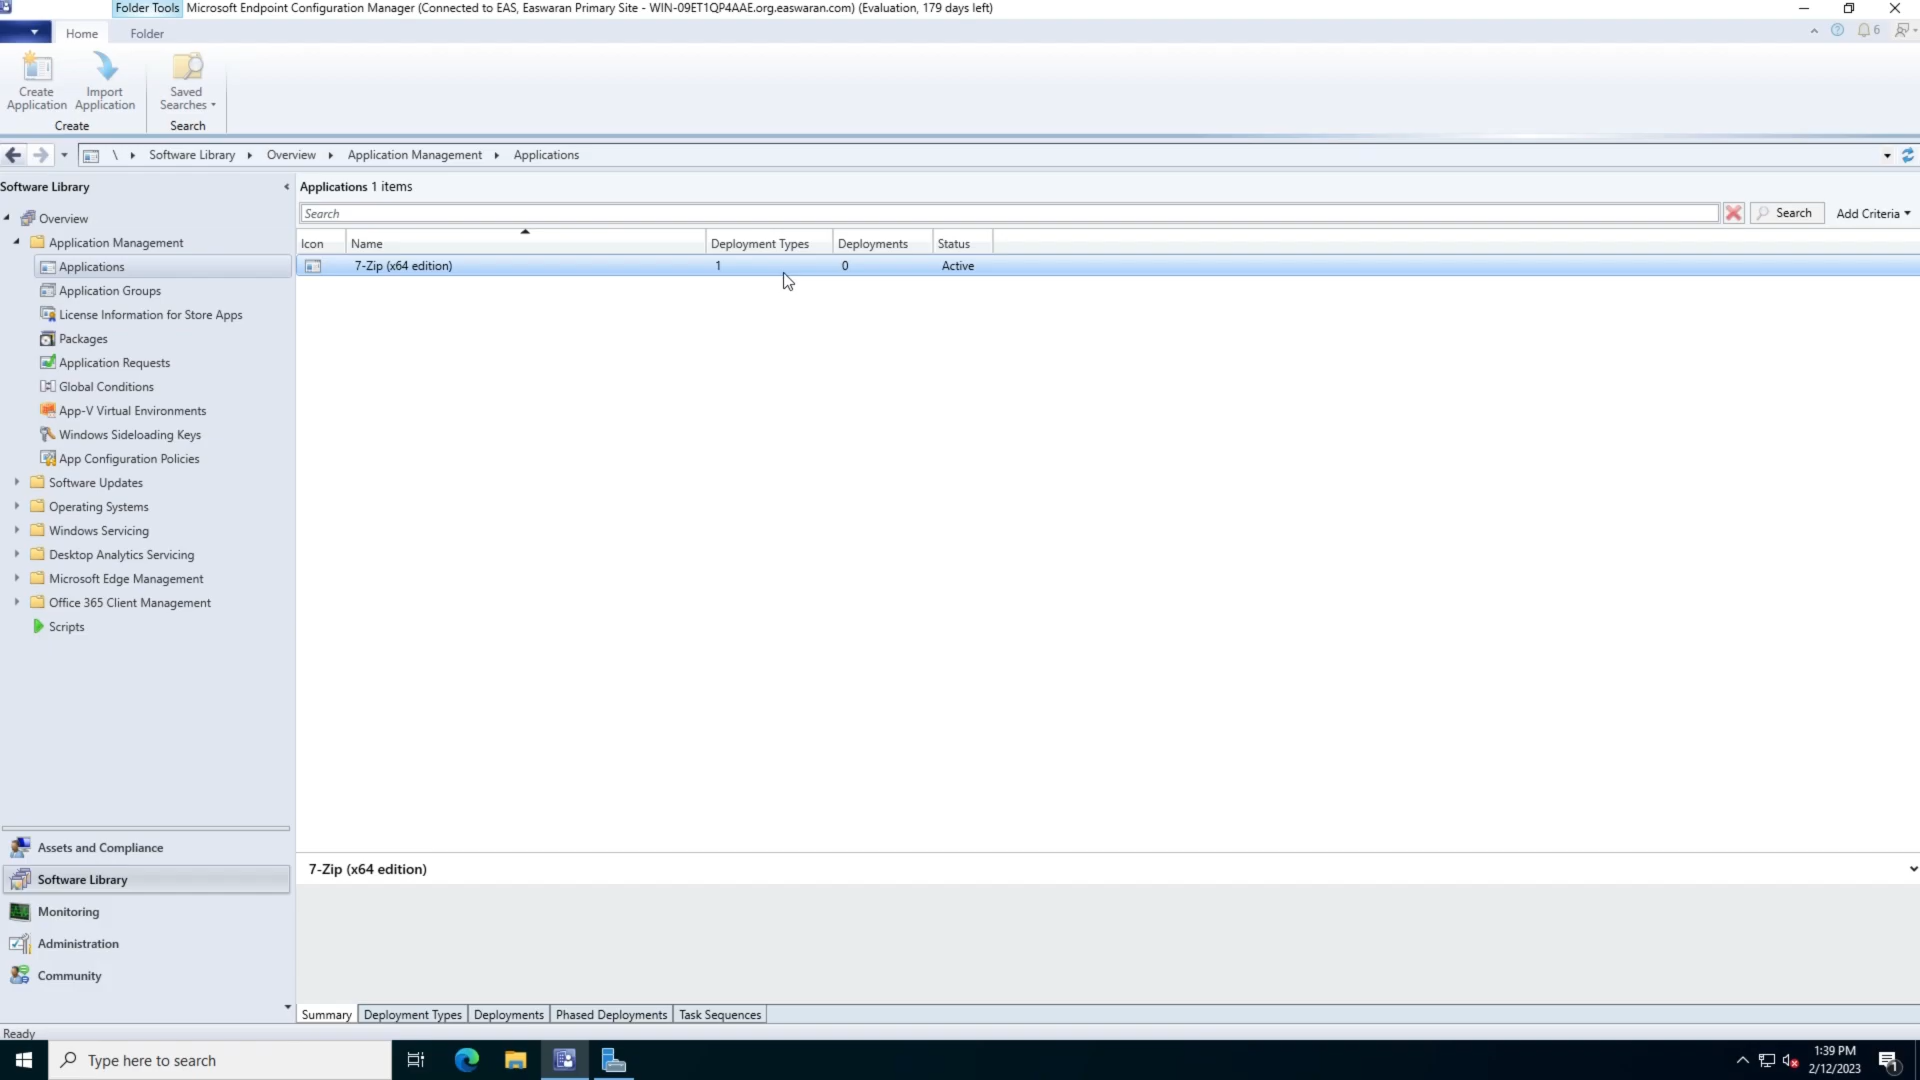 Folder Tools Microsoft Endpoint Configuration Manager (Connected to EAS, Easwaran Primary Site - WIN-09ET1QP4AAE.org.easwaran.com) (Evaluation, 179 days left)
Home Folder
6
Create Application
Import Application
Saved Searches
Create
Search
\ Software Library Overview Application Management Applications
Software Library
Applications 1 items
Search
Search
Add Criteria
Icon Name Deployment Types Deployments Status
7-Zip (x64 edition) 1 0 Active
Overview
Application Management
Applications
Application Groups
License Information for Store Apps
Packages
Application Requests
Global Conditions
App-V Virtual Environments
Windows Sideloading Keys
App Configuration Policies
Software Updates
Operating Systems
Windows Servicing
Desktop Analytics Servicing
Microsoft Edge Management
Office 365 Client Management
Scripts
Assets and Compliance
Software Library
Monitoring
Administration
Community
7-Zip (x64 edition)
Summary Deployment Types Deployments Phased Deployments Task Sequences
Ready
Type here to search
1:39 PM
2/12/2023
1